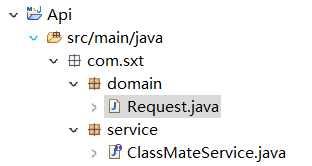 Api
src/main/java
com.sxt
domain
Request.java
service
ClassMateService.java